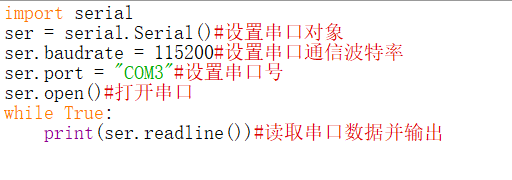 import serial
ser = serial.Serial()#设置串口对象
ser.baudrate = 115200#设置串口通信波特率
ser.port = "COM3"#设置串口号
ser.open()#打开串口
while True:
    print(ser.readline())#读取串口数据并输出